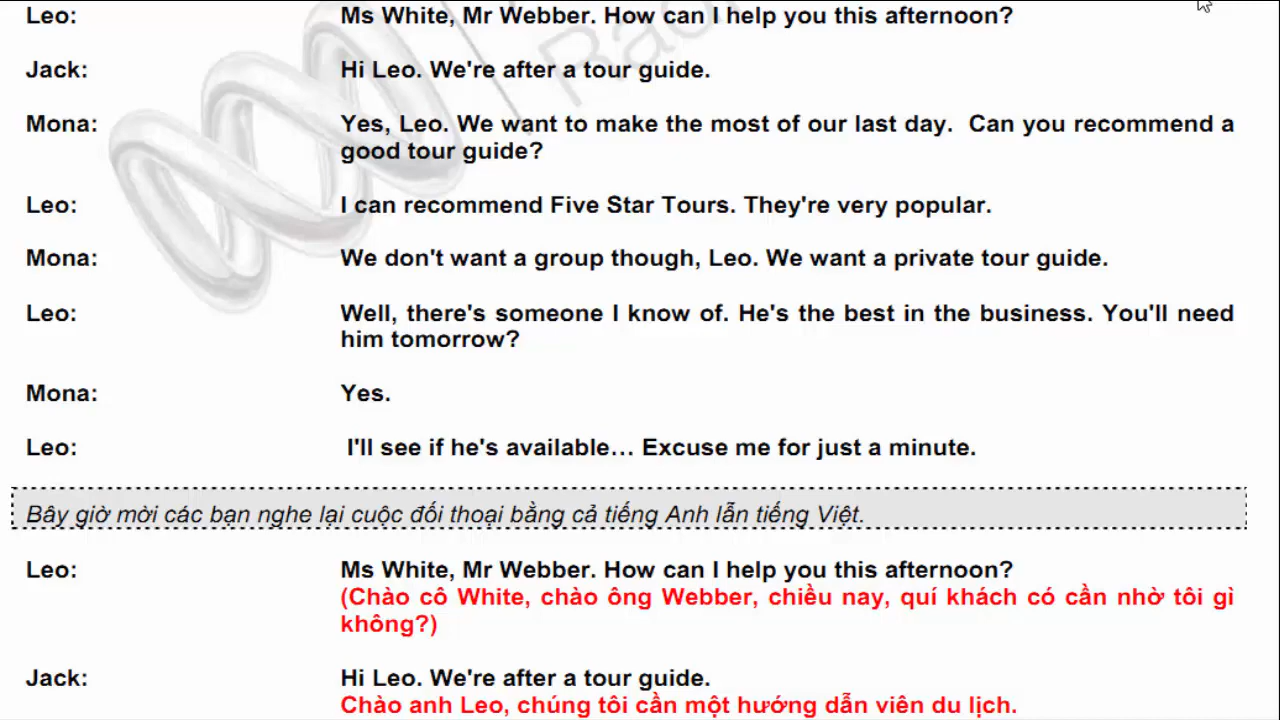 Leo: Ms White, Mr Webber. How can I help you this afternoon?
Jack: Hi Leo. We're after a tour guide.
Mona: Yes, Leo. We want to make the most of our last day. Can you recommend a
good tour guide?
Leo: I can recommend Five Star Tours. They're very popular.
Mona: We don't want a group though, Leo. We want a private tour guide.
Leo: Well, there's someone I know of. He's the best in the business. You'll need
him tomorrow?
Mona: Yes.
Leo: I'll see if he's available… Excuse me for just a minute.
Bây giờ mời các bạn nghe lại cuộc đối thoại bằng cả tiếng Anh lẫn tiếng Việt.
Leo: Ms White, Mr Webber. How can I help you this afternoon?
(Chào cô White, chào ông Webber, chiều nay, quí khách có cần nhờ tôi gì
không?)
Jack: Hi Leo. We're after a tour guide.
Chào anh Leo, chúng tôi cần một hướng dẫn viên du lịch.